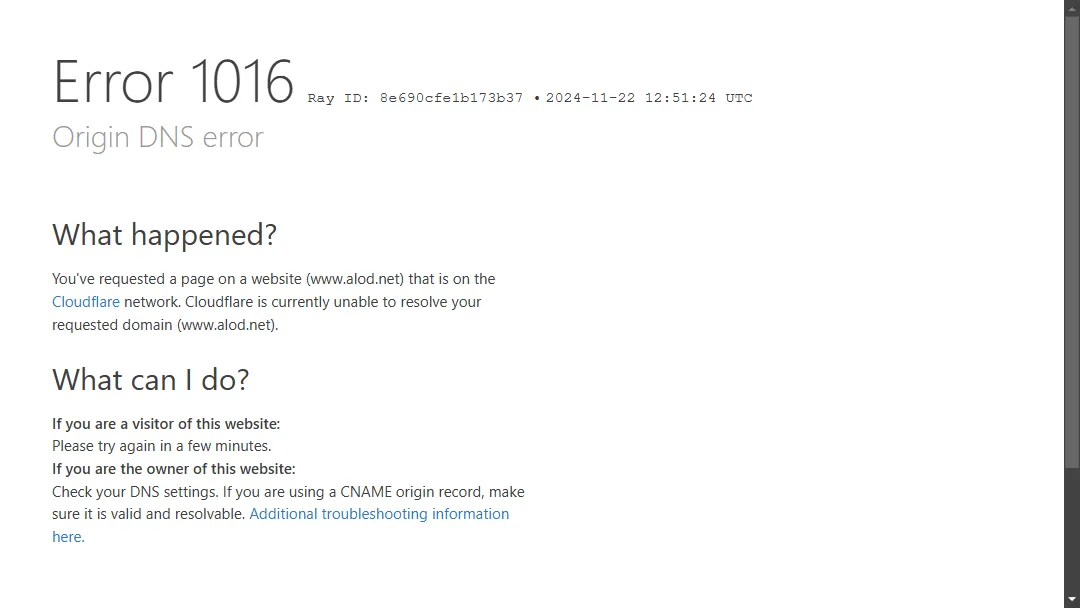 Error 1016 Ray ID: 8e690cfe1b173b37 • 2024-11-22 12:51:24 UTC
Origin DNS error
What happened?
You've requested a page on a website (www.alod.net) that is on the
Cloudflare network. Cloudflare is currently unable to resolve your
requested domain (www.alod.net).
What can I do?
If you are a visitor of this website:
Please try again in a few minutes.
If you are the owner of this website:
Check your DNS settings. If you are using a CNAME origin record, make
sure it is valid and resolvable. Additional troubleshooting information
here.